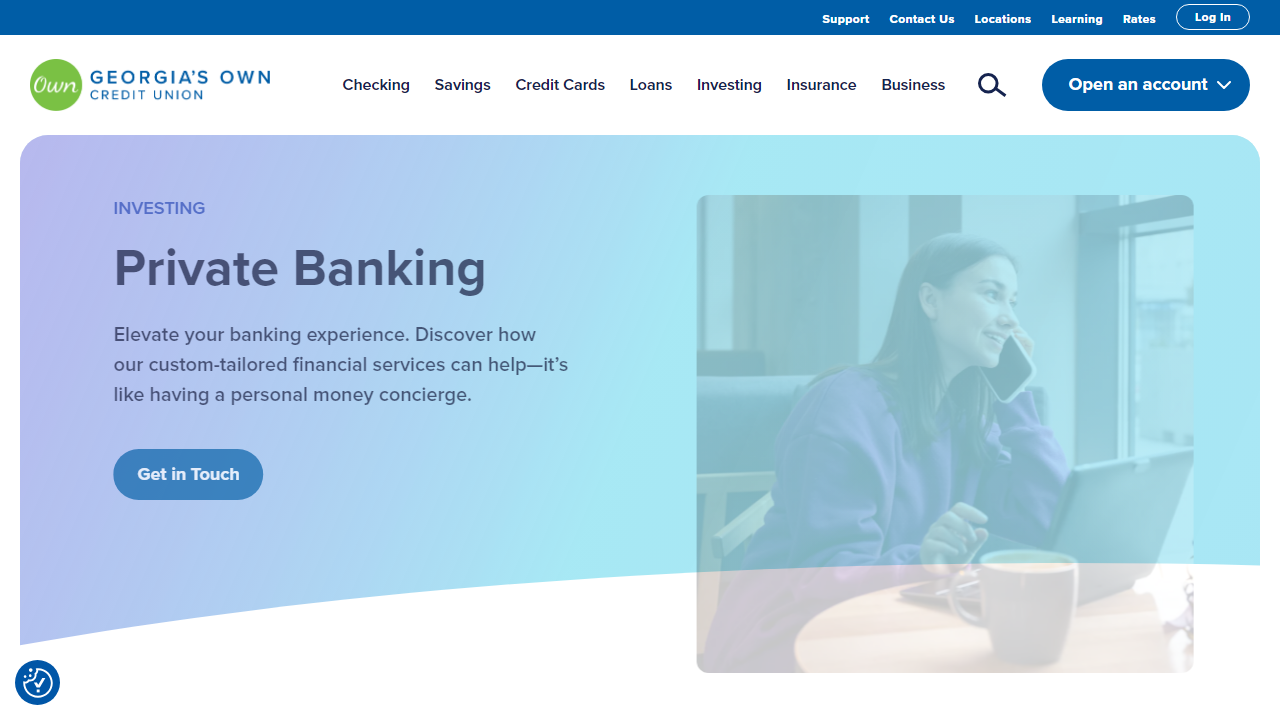 Support Contact Us Locations Learning Rates Log In
Own GEORGIA'S OWN
CREDIT UNION
Checking Savings Credit Cards Loans Investing Insurance Business Open an account
INVESTING
Private Banking
Elevate your banking experience. Discover how
our custom-tailored financial services can help—it's
like having a personal money concierge.
Get in Touch